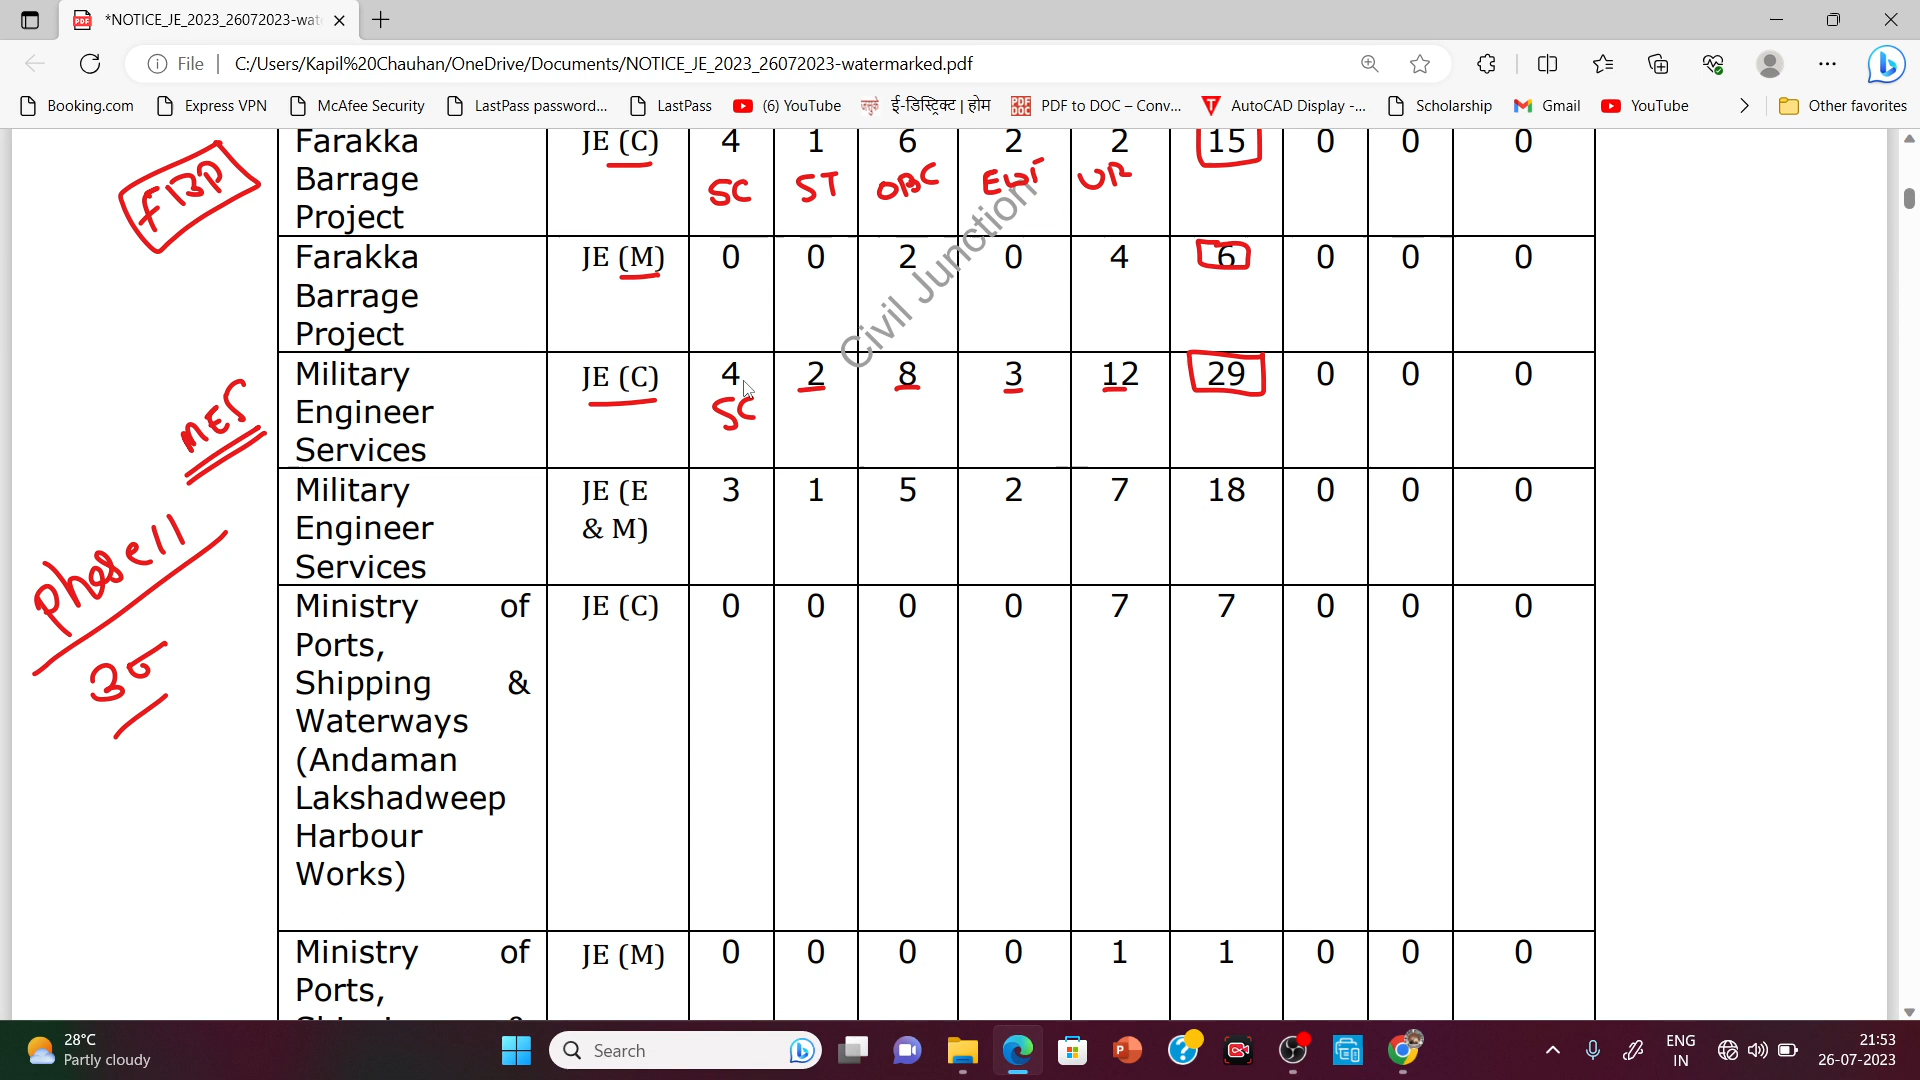 *NOTICE_JE_2023_26072023-wat
File C:/Users/Kapil%20Chauhan/OneDrive/Documents/NOTICE_JE_2023_26072023-watermarked.pdf
Booking.com Express VPN McAfee Security LastPass password... LastPass (6) YouTube ई-डिस्ट्रिक्ट | होम PDF to DOC – Conv... AutoCAD Display -... Scholarship Gmail YouTube Other favorites
Farakka JE (C) 4 1 6 2 2 15 0 0 0
Barrage SC ST OBC UR
Project
FBP
Farakka JE (M) 0 0 2 0 4 6 0 0 0
Barrage
Project
Civil Junction
Military JE (C) 4 2 8 3 12 29 0 0 0
Engineer SC
Services
MES
Military JE (E 3 1 5 2 7 18 0 0 0
Engineer & M)
Services
Phase II
Ministry of JE (C) 0 0 0 0 7 7 0 0 0
Ports,
Shipping &
Waterways
(Andaman
Lakshadweep
Harbour
Works)
Ministry of JE (M) 0 0 0 0 1 1 0 0 0
Ports,
28°C
Partly cloudy
Search
ENG
IN
21:53
26-07-2023